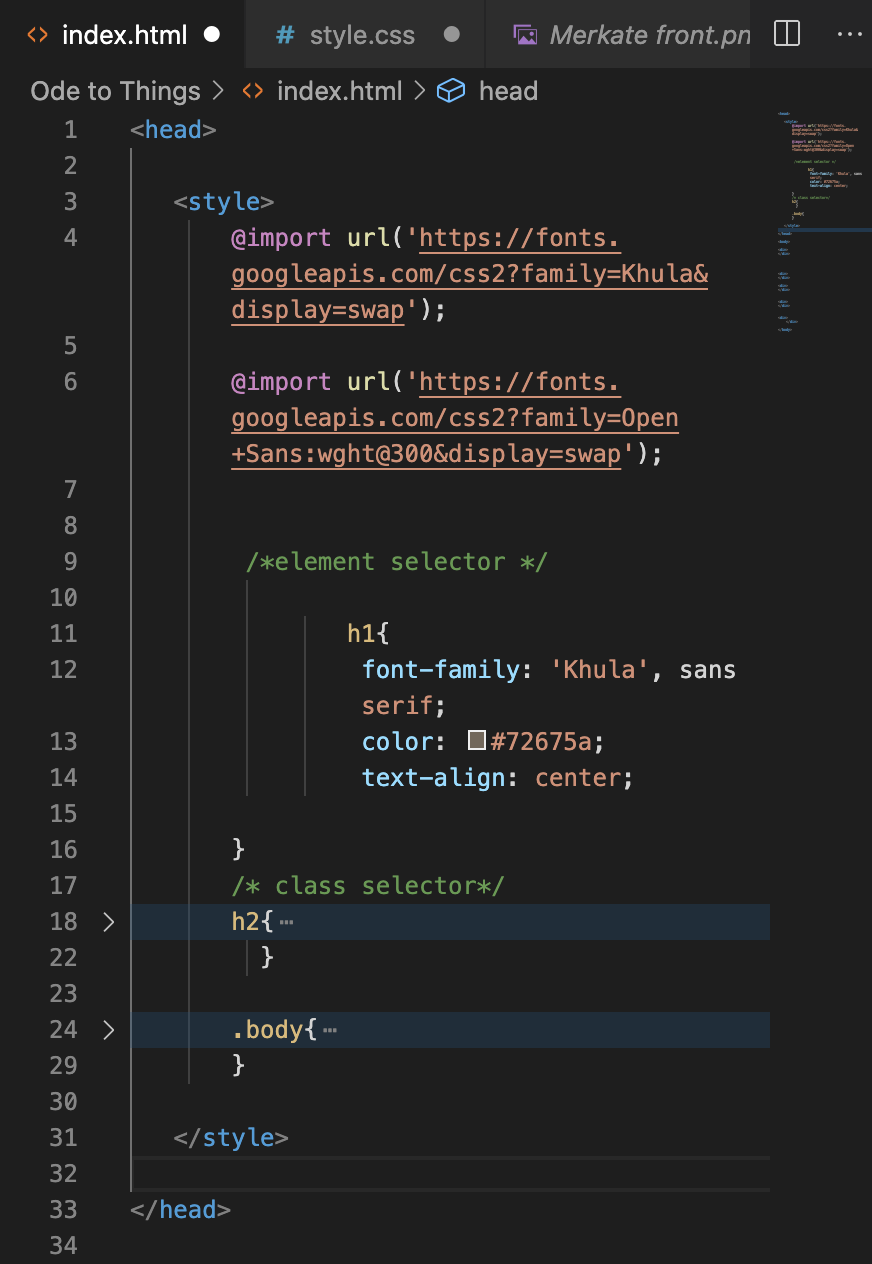 index.html style.css Merkate front.pn
Ode to Things > index.html > head
1 <head>
2
3 <style>
4 @import url('https://fonts.
googleapis.com/css2?family=Khula&
display=swap');
5
6 @import url('https://fonts.
googleapis.com/css2?family=Open
+Sans:wght@300&display=swap');
7
8
9 /*element selector */
10
11 h1{
12 font-family: 'Khula', sans
serif;
13 color: #72675a;
14 text-align: center;
15
16 }
17 /* class selector*/
18 h2{
22 }
23
24 .body{
29 }
30
31 </style>
32
33 </head>
34